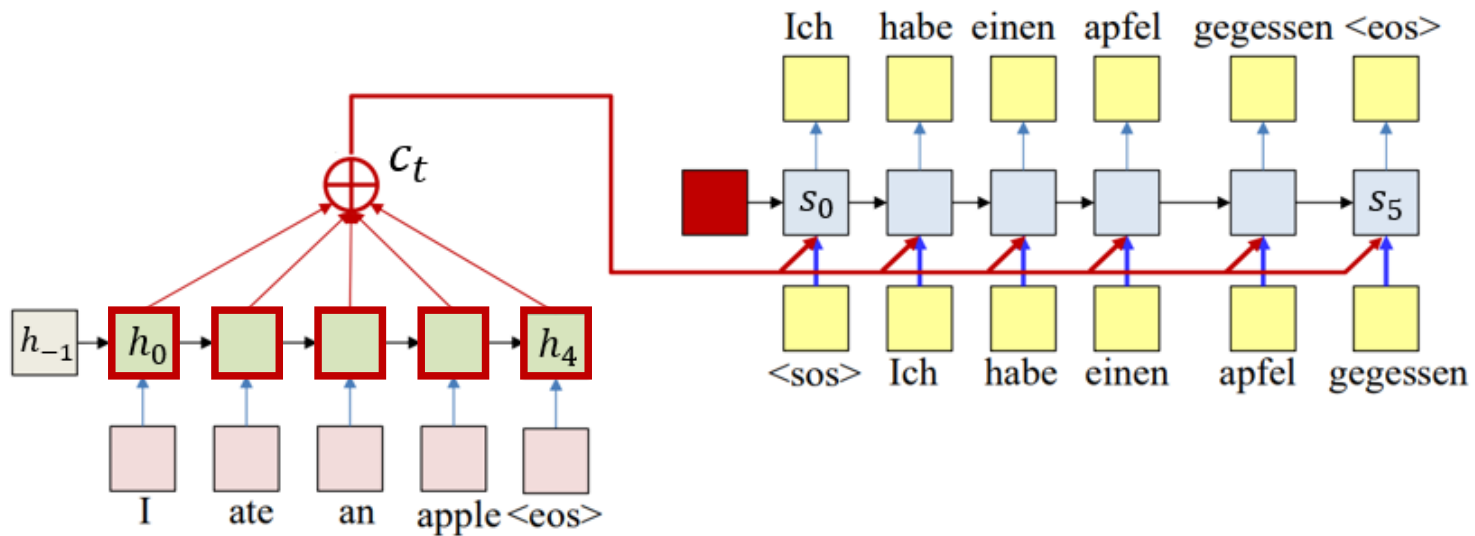 Ich habe einen apfel gegessen <eos>
c_t
s_0 s_5
h_{-1} h_0 h_4
<sos> Ich habe einen apfel gegessen
I ate an apple <eos>